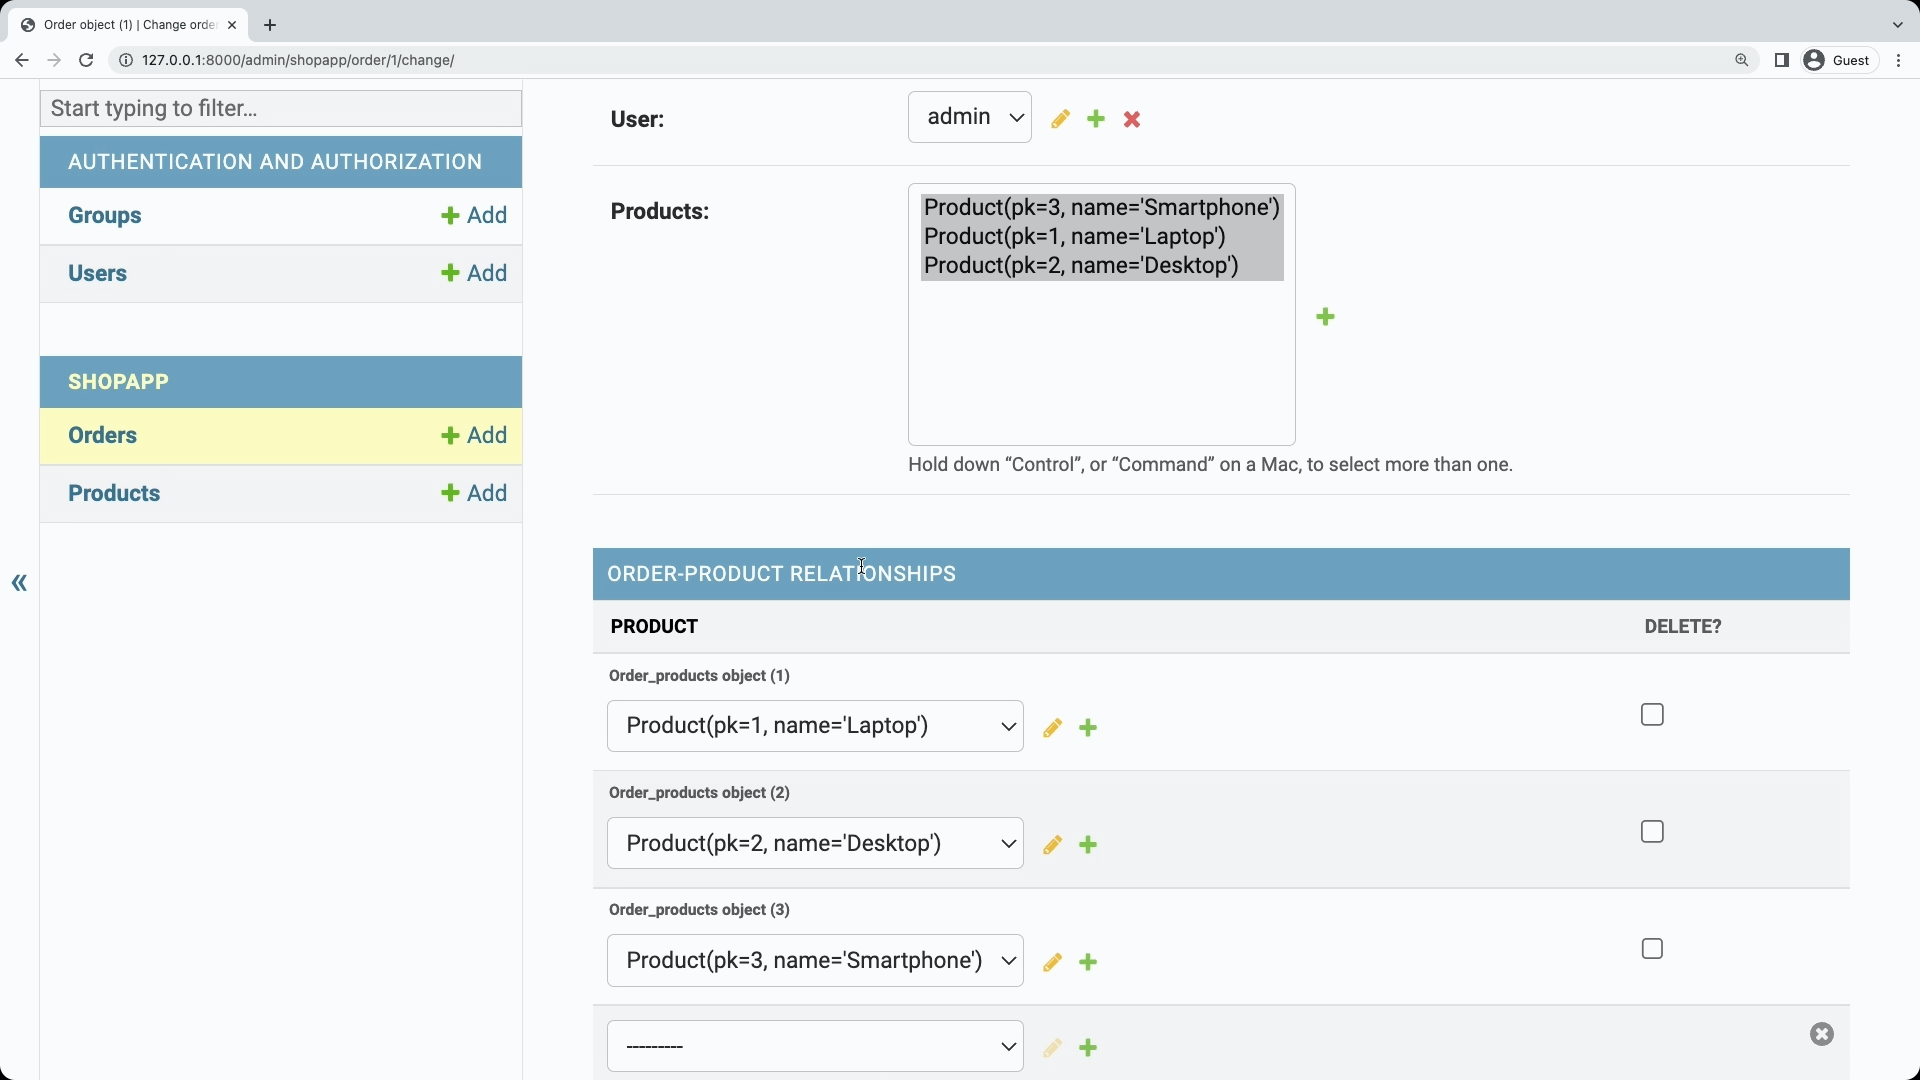 Order object (1) | Change orde
127.0.0.1:8000/admin/shopapp/order/1/change/
Guest
Start typing to filter...
AUTHENTICATION AND AUTHORIZATION
Groups
Add
Users
Add
SHOPAPP
Orders
Add
Products
Add
«
User:
admin
Products:
Product(pk=3, name='Smartphone')
Product(pk=1, name='Laptop')
Product(pk=2, name='Desktop')
Hold down “Control”, or “Command” on a Mac, to select more than one.
ORDER-PRODUCT RELATIONSHIPS
PRODUCT
DELETE?
Order_products object (1)
Product(pk=1, name='Laptop')
Order_products object (2)
Product(pk=2, name='Desktop')
Order_products object (3)
Product(pk=3, name='Smartphone')
---------